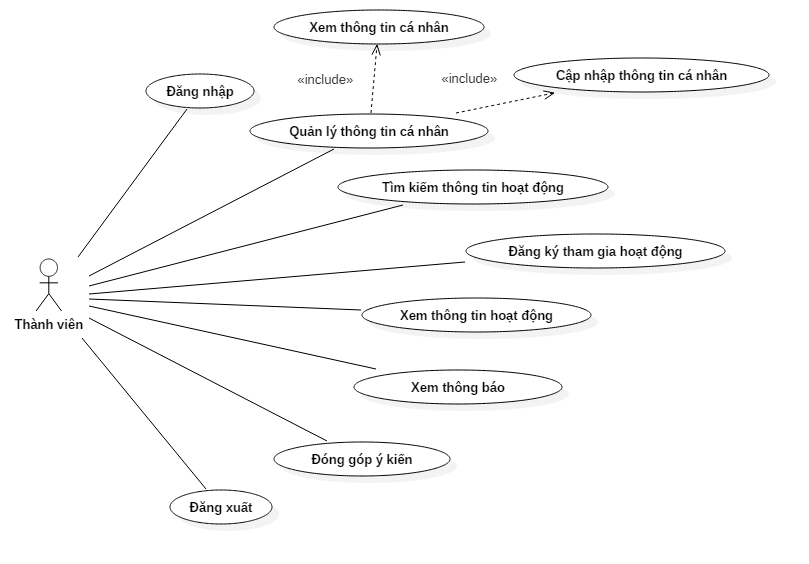 Xem thông tin cá nhân
«include»
«include»
Cập nhập thông tin cá nhân
Đăng nhập
Quản lý thông tin cá nhân
Tìm kiếm thông tin hoạt động
Đăng ký tham gia hoạt động
Xem thông tin hoạt động
Thành viên
Xem thông báo
Đóng góp ý kiến
Đăng xuất